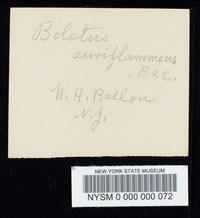 Boletus
auriflammeus
B & C.
W. H. Ballou
N. J.
NEW YORK STATE MUSEUM
NYSM 0 000 000 072